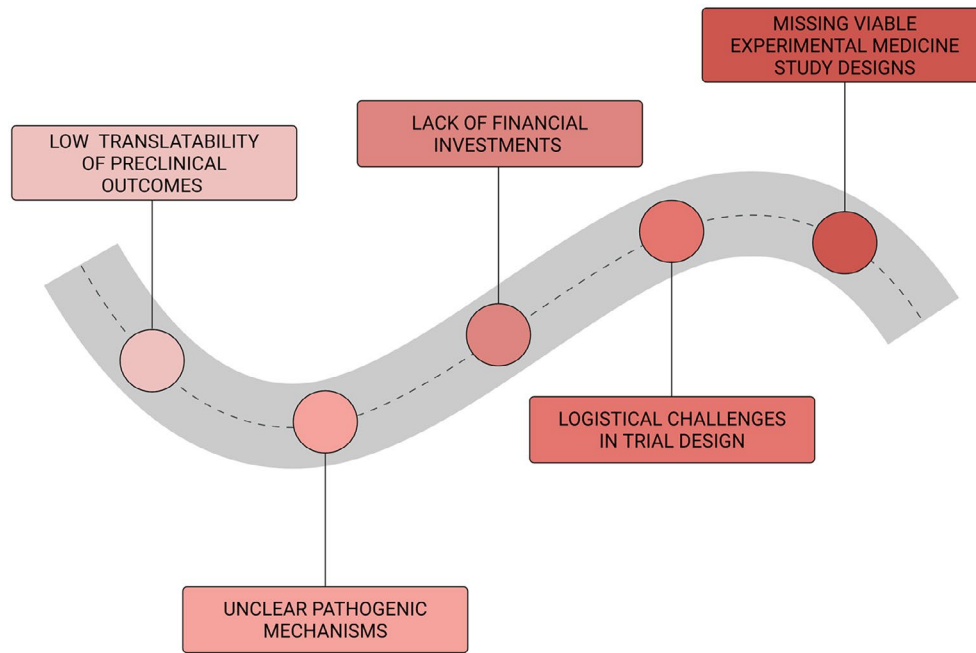 LOW TRANSLATABILITY
OF PRECLINICAL
OUTCOMES
UNCLEAR PATHOGENIC
MECHANISMS
LACK OF FINANCIAL
INVESTMENTS
LOGISTICAL CHALLENGES
IN TRIAL DESIGN
MISSING VIABLE
EXPERIMENTAL MEDICINE
STUDY DESIGNS